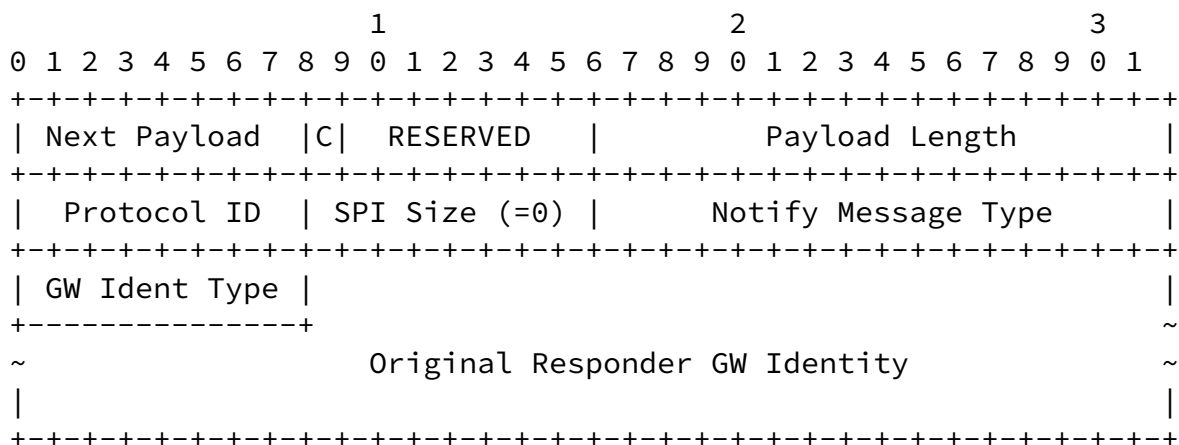 1                   2                   3
0 1 2 3 4 5 6 7 8 9 0 1 2 3 4 5 6 7 8 9 0 1 2 3 4 5 6 7 8 9 0 1
+-+-+-+-+-+-+-+-+-+-+-+-+-+-+-+-+-+-+-+-+-+-+-+-+-+-+-+-+-+-+-+-+
| Next Payload  |C|  RESERVED   |         Payload Length        |
+-+-+-+-+-+-+-+-+-+-+-+-+-+-+-+-+-+-+-+-+-+-+-+-+-+-+-+-+-+-+-+-+
|  Protocol ID  | SPI Size (=0) |      Notify Message Type      |
+-+-+-+-+-+-+-+-+-+-+-+-+-+-+-+-+-+-+-+-+-+-+-+-+-+-+-+-+-+-+-+-+
| GW Ident Type |                                               |
+---------------+                                               ~
~                   Original Responder GW Identity              ~
|                                                               |
+-+-+-+-+-+-+-+-+-+-+-+-+-+-+-+-+-+-+-+-+-+-+-+-+-+-+-+-+-+-+-+-+